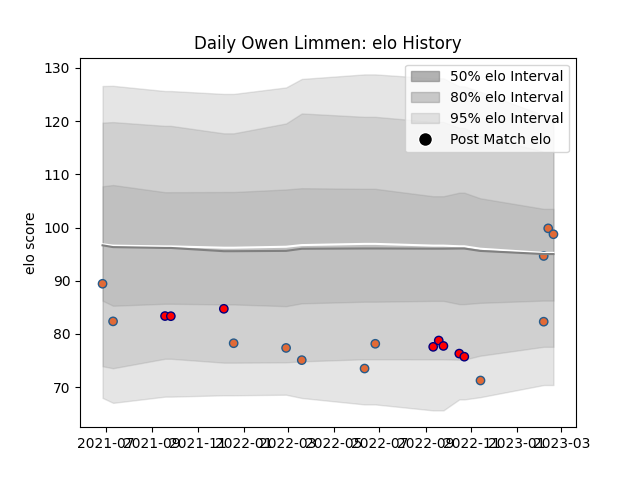 Daily Owen Limmen: elo History
130
120
110
100
90
80
70
elo score
50% elo Interval
80% elo Interval
95% elo Interval
Post Match elo
2021-07 2021-09 2021-11 2022-01 2022-03 2022-05 2022-07 2022-09 2022-11 2023-01 2023-03